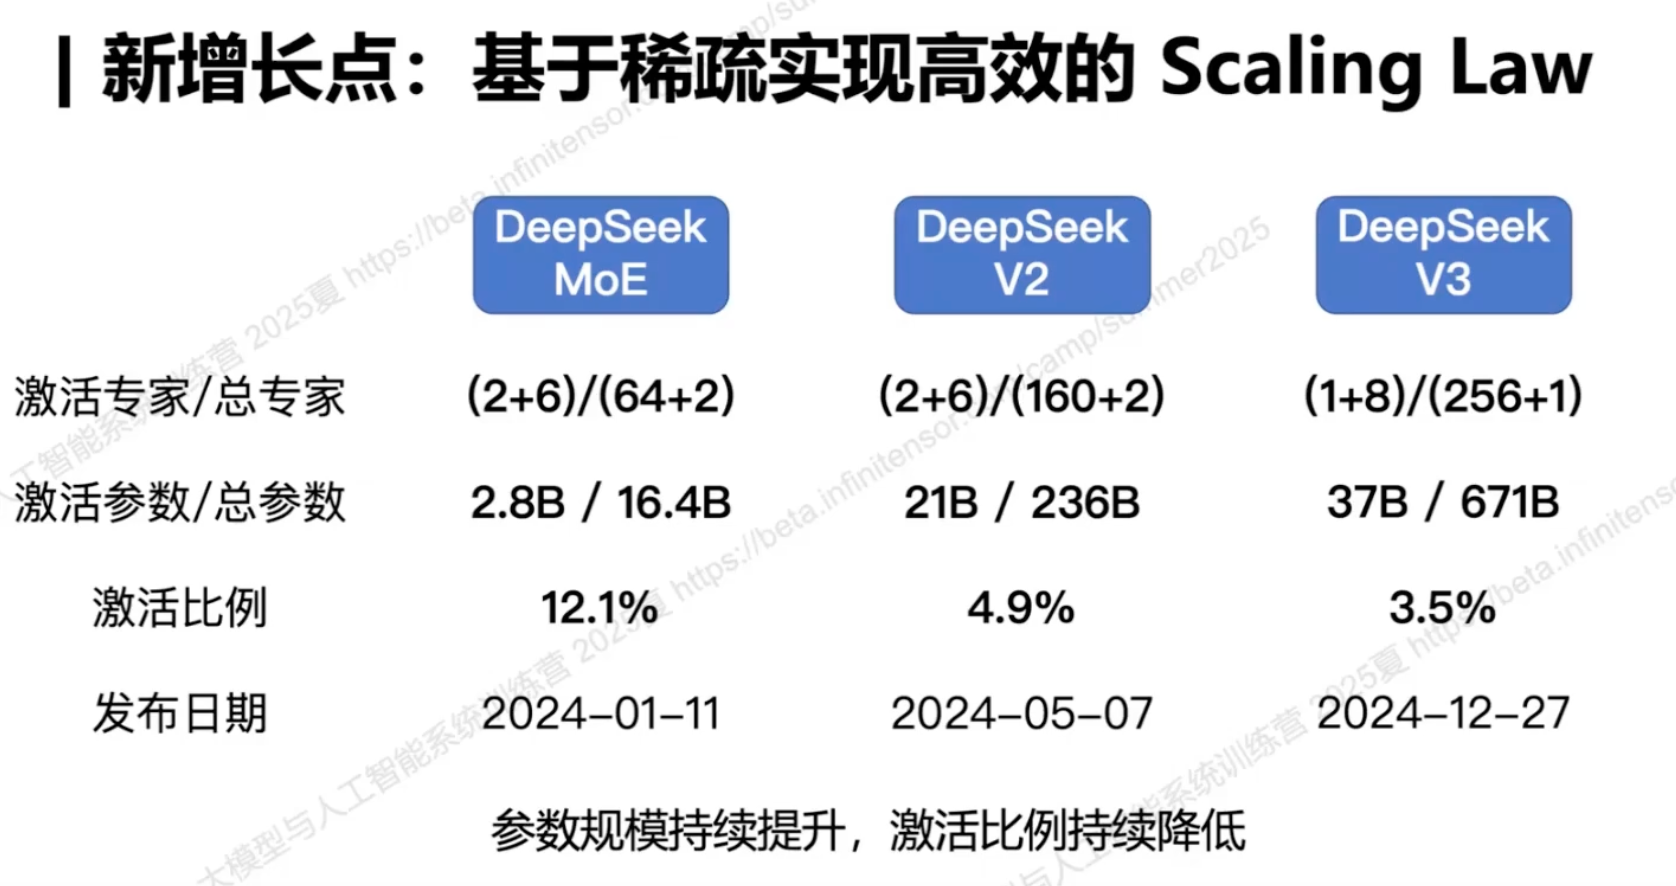 新增长点：基于稀疏实现高效的 Scaling Law
DeepSeek MoE
DeepSeek V2
DeepSeek V3
激活专家/总专家 (2+6)/(64+2) (2+6)/(160+2) (1+8)/(256+1)
激活参数/总参数 2.8B / 16.4B 21B / 236B 37B / 671B
激活比例 12.1% 4.9% 3.5%
发布日期 2024-01-11 2024-05-07 2024-12-27
参数规模持续提升，激活比例持续降低
大模型与人工智能系统训练营 2025夏 https://beta.infinitensor.com/camp/summer2025